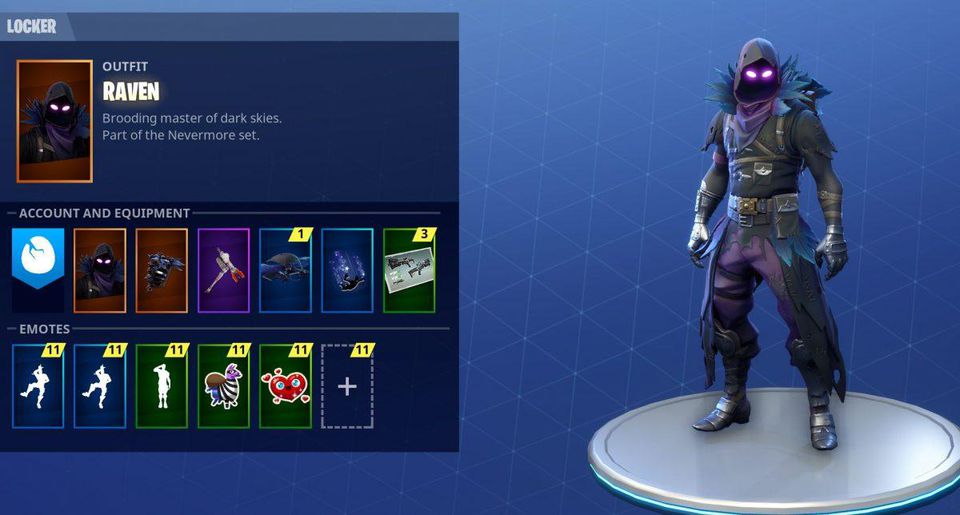 LOCKER
OUTFIT
RAVEN
Brooding master of dark skies.
Part of the Nevermore set.
ACCOUNT AND EQUIPMENT
1
3
EMOTES
11
11
11
11
11
11
+